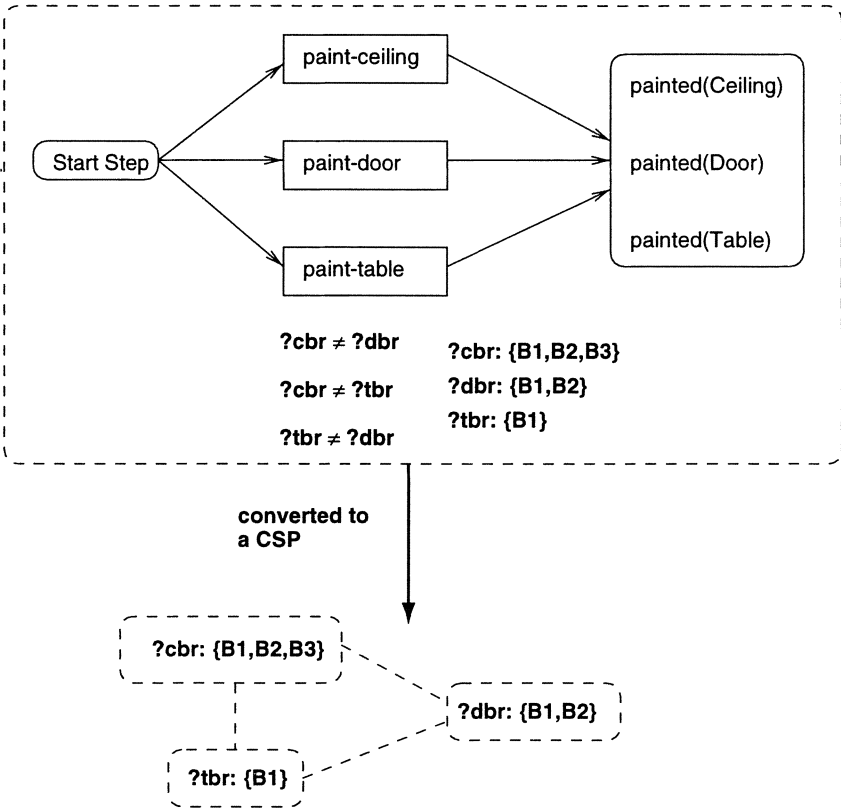 paint-ceiling
painted(Ceiling)
Start Step
paint-door
painted(Door)
paint-table
painted(Table)
?cbr ≠ ?dbr
?cbr ≠ ?tbr
?tbr ≠ ?dbr
?cbr: {B1,B2,B3}
?dbr: {B1,B2}
?tbr: {B1}
converted to
a CSP
?cbr: {B1,B2,B3}
?dbr: {B1,B2}
?tbr: {B1}